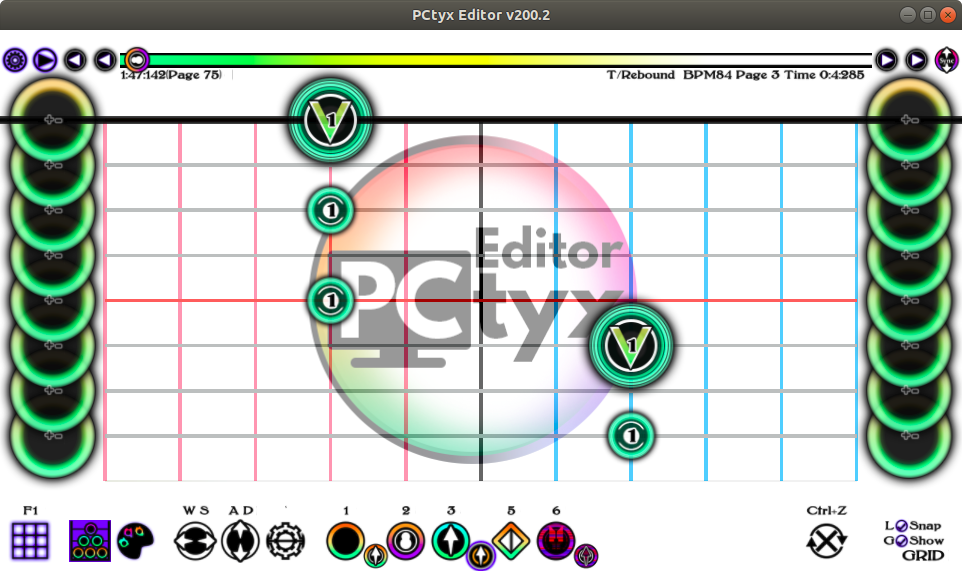 PCtyx Editor v200.2
1:47:142(Page 75)
T/Rebound BPM84 Page 3 Time 0:4:285
Sync
1
1
1
Editor
PCtyx
1
1
F1
W S
A D
1
2
3
5
6
Ctrl+Z
L Snap
G Show
GRID